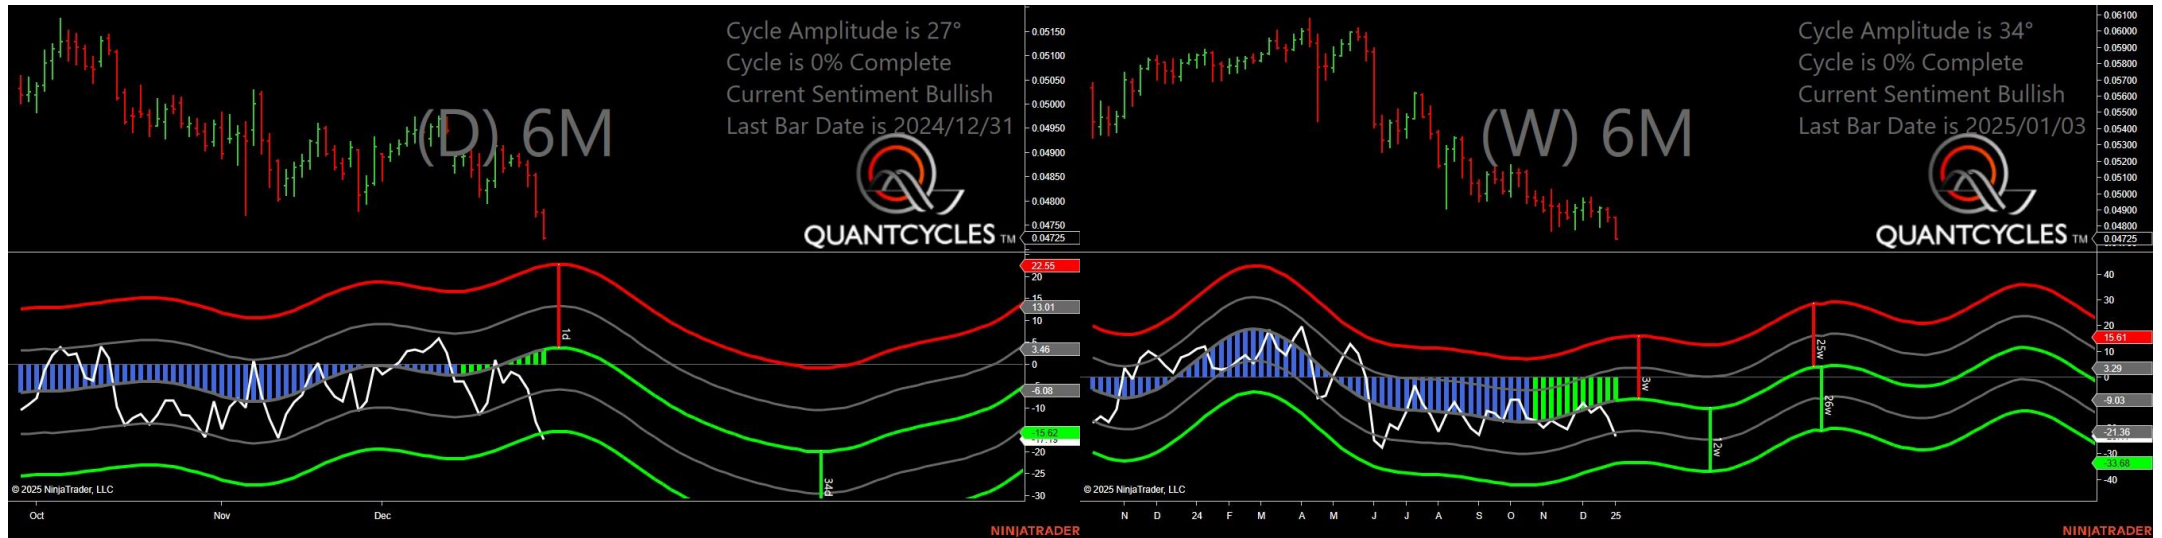 Cycle Amplitude is 27°
Cycle is 0% Complete
Current Sentiment Bullish
Last Bar Date is 2024/12/31
(D) 6M
QUANTCYCLES TM
0.05150
0.05100
0.05050
0.05000
0.04950
0.04900
0.04850
0.04800
0.04750
0.04725
22.55
20
15
13.01
10
5
3.46
0
-6.08
-10
-15.62
-20
-25
-30
1d
34d
© 2025 NinjaTrader, LLC
Oct
Nov
Dec
NINJATRADER
Cycle Amplitude is 34°
Cycle is 0% Complete
Current Sentiment Bullish
Last Bar Date is 2025/01/03
(W) 6M
QUANTCYCLES TM
0.06100
0.06000
0.05900
0.05800
0.05700
0.05600
0.05500
0.05400
0.05300
0.05200
0.05100
0.05000
0.04900
0.04800
0.04725
40
30
20
15.61
10
3.29
0
-9.03
-21.36
-30
-33.68
-40
3w
12w
25w
26w
© 2025 NinjaTrader, LLC
N D 24 F M A M J J A S O N D 25
NINJATRADER